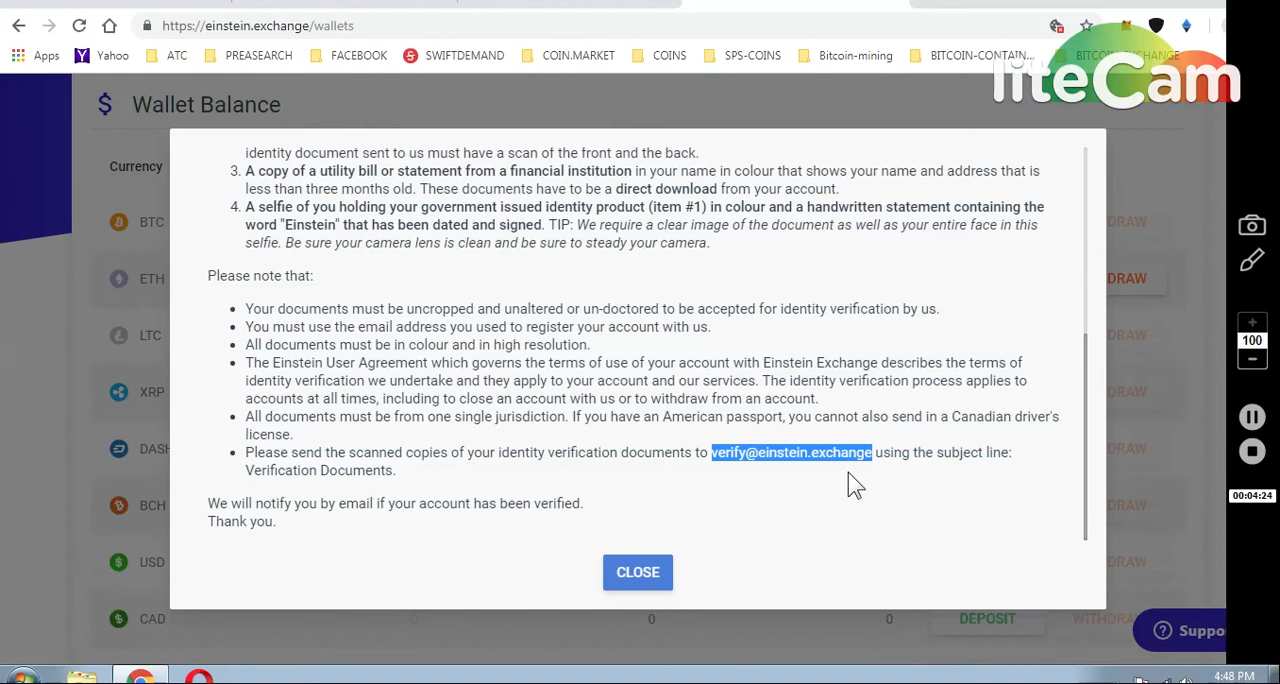 https://einstein.exchange/wallets
Apps Yahoo ATC PREASEARCH FACEBOOK SWIFTDEMAND COIN.MARKET COINS SPS-COINS Bitcoin-mining BITCOIN-CONTAIN...
liteCam
$ Wallet Balance
Currency
identity document sent to us must have a scan of the front and the back.
3. A copy of a utility bill or statement from a financial institution in your name in colour that shows your name and address that is
less than three months old. These documents have to be a direct download from your account.
4. A selfie of you holding your government issued identity product (item #1) in colour and a handwritten statement containing the
word "Einstein" that has been dated and signed. TIP: We require a clear image of the document as well as your entire face in this
selfie. Be sure your camera lens is clean and be sure to steady your camera.
Please note that:
• Your documents must be uncropped and unaltered or un-doctored to be accepted for identity verification by us.
• You must use the email address you used to register your account with us.
• All documents must be in colour and in high resolution.
• The Einstein User Agreement which governs the terms of use of your account with Einstein Exchange describes the terms of
identity verification we undertake and they apply to your account and our services. The identity verification process applies to
accounts at all times, including to close an account with us or to withdraw from an account.
• All documents must be from one single jurisdiction. If you have an American passport, you cannot also send in a Canadian driver's
license.
• Please send the scanned copies of your identity verification documents to verify@einstein.exchange using the subject line:
Verification Documents.
We will notify you by email if your account has been verified.
Thank you.
CLOSE
BTC RAW
ETH RAW
LTC RAW
XRP RAW
DASH RAW
BCH RAW
USD RAW
CAD 0 0 0 DEPOSIT WITHDRA
Suppo
100
00:04:24
4:48 PM